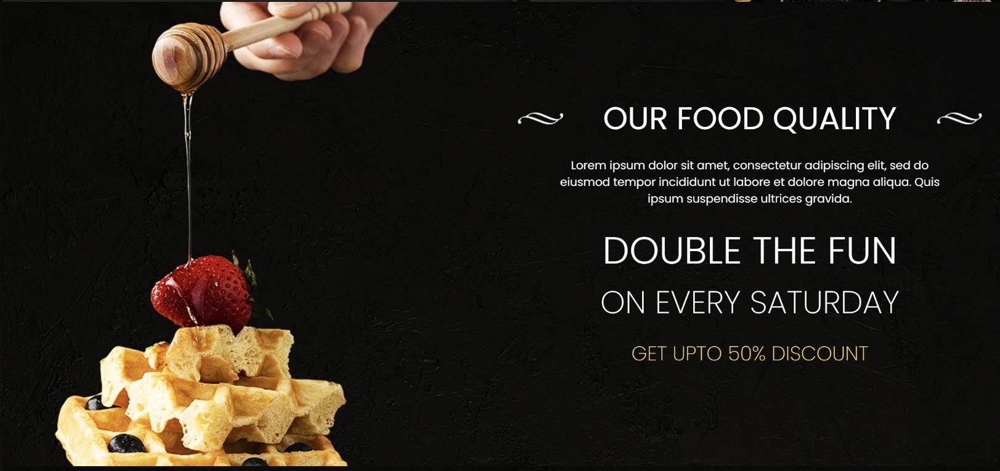 OUR FOOD QUALITY
Lorem ipsum dolor sit amet, consectetur adipiscing elit, sed do
eiusmod tempor incididunt ut labore et dolore magna aliqua. Quis
ipsum suspendisse ultrices gravida.
DOUBLE THE FUN
ON EVERY SATURDAY
GET UPTO 50% DISCOUNT